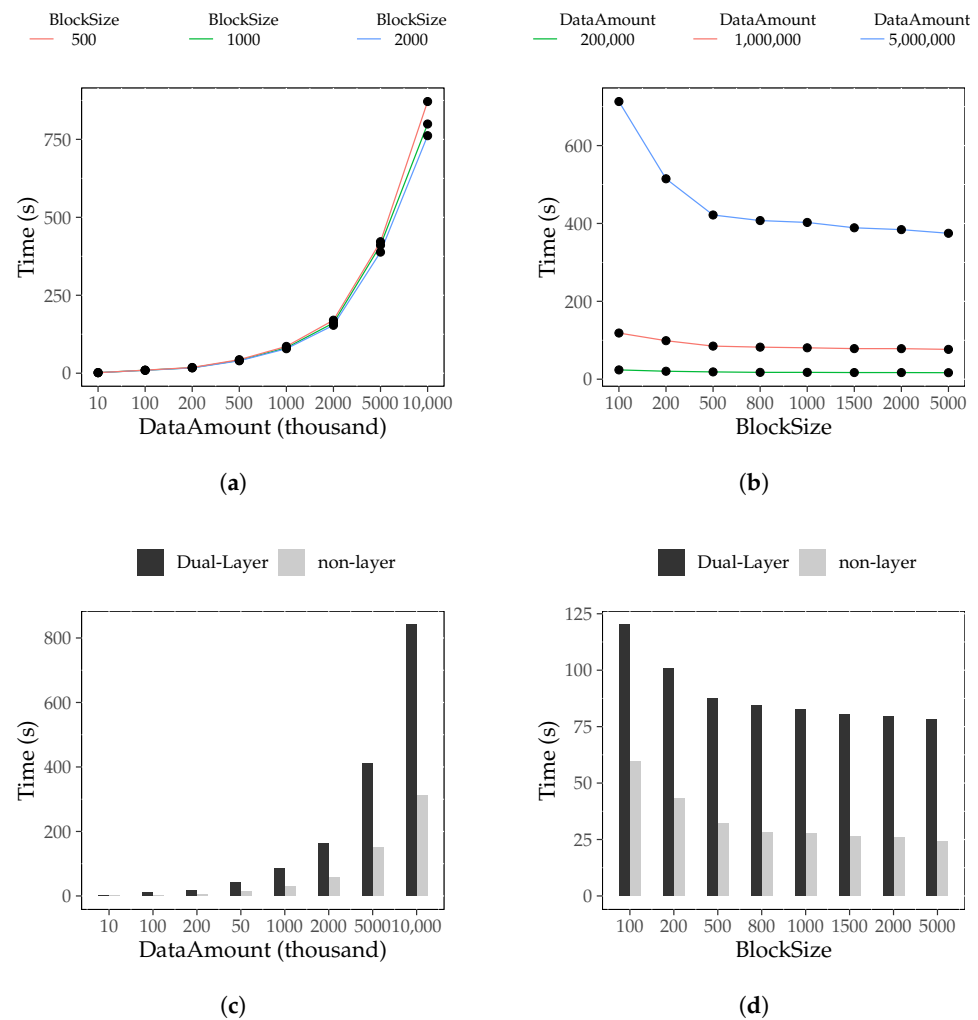 BlockSize BlockSize BlockSize
500 1000 2000
DataAmount DataAmount DataAmount
200,000 1,000,000 5,000,000
750
500
250
0
Time (s)
10 100 200 500 1000 2000 5000 10,000
DataAmount (thousand)
(a)
600
400
200
0
Time (s)
100 200 500 800 1000 1500 2000 5000
BlockSize
(b)
Dual-Layer non-layer
800
600
400
200
0
Time (s)
10 100 200 50 1000 2000 5000 10,000
DataAmount (thousand)
(c)
Dual-Layer non-layer
125
100
75
50
25
0
Time (s)
100 200 500 800 1000 1500 2000 5000
BlockSize
(d)